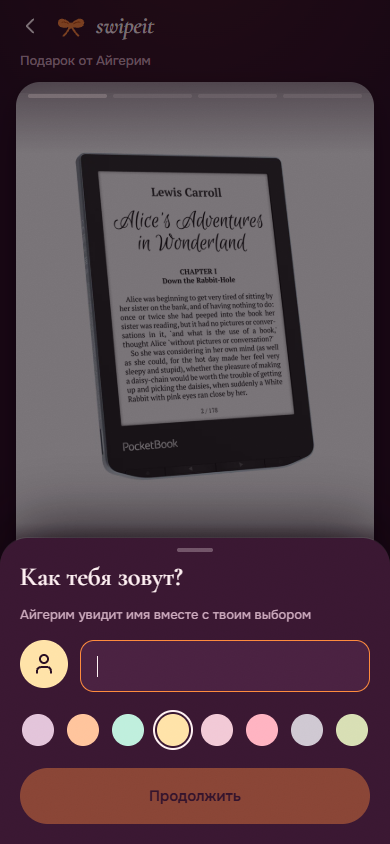 swipeit
Подарок от Айгерим
Lewis Carroll
Alice's Adventures
in Wonderland
CHAPTER I
Down the Rabbit-Hole
Alice was beginning to get very tired of sitting by
her sister on the bank, and of having nothing to do:
once or twice she had peeped into the book her
sister was reading, but it had no pictures or conver-
sations in it, 'and what is the use of a book,'
thought Alice 'without pictures or conversation?'
So she was considering in her own mind (as well
as she could, for the hot day made her feel very
sleepy and stupid), whether the pleasure of making
a daisy-chain would be worth the trouble of getting
up and picking the daisies, when suddenly a White
Rabbit with pink eyes ran close by her.
PocketBook
Как тебя зовут?
Айгерим увидит имя вместе с твоим выбором
Продолжить